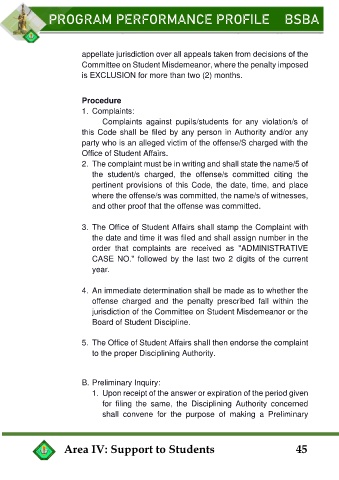 PROGRAM PERFORMANCE PROFILE BSBA
appellate jurisdiction over all appeals taken from decisions of the
Committee on Student Misdemeanor, where the penalty imposed
is EXCLUSION for more than two (2) months.
Procedure
1. Complaints:
Complaints against pupils/students for any violation/s of
this Code shall be filed by any person in Authority and/or any
party who is an alleged victim of the offense/S charged with the
Office of Student Affairs.
2. The complaint must be in writing and shall state the name/5 of
the student/s charged, the offense/s committed citing the
pertinent provisions of this Code, the date, time, and place
where the offense/s was committed, the name/s of witnesses,
and other proof that the offense was committed.
3. The Office of Student Affairs shall stamp the Complaint with
the date and time it was filed and shall assign number in the
order that complaints are received as "ADMINISTRATIVE
CASE NO." followed by the last two 2 digits of the current
year.
4. An immediate determination shall be made as to whether the
offense charged and the penalty prescribed fall within the
jurisdiction of the Committee on Student Misdemeanor or the
Board of Student Discipline.
5. The Office of Student Affairs shall then endorse the complaint
to the proper Disciplining Authority.
B. Preliminary Inquiry:
1. Upon receipt of the answer or expiration of the period given
for filing the same, the Disciplining Authority concerned
shall convene for the purpose of making a Preliminary
Area IV: Support to Students 45